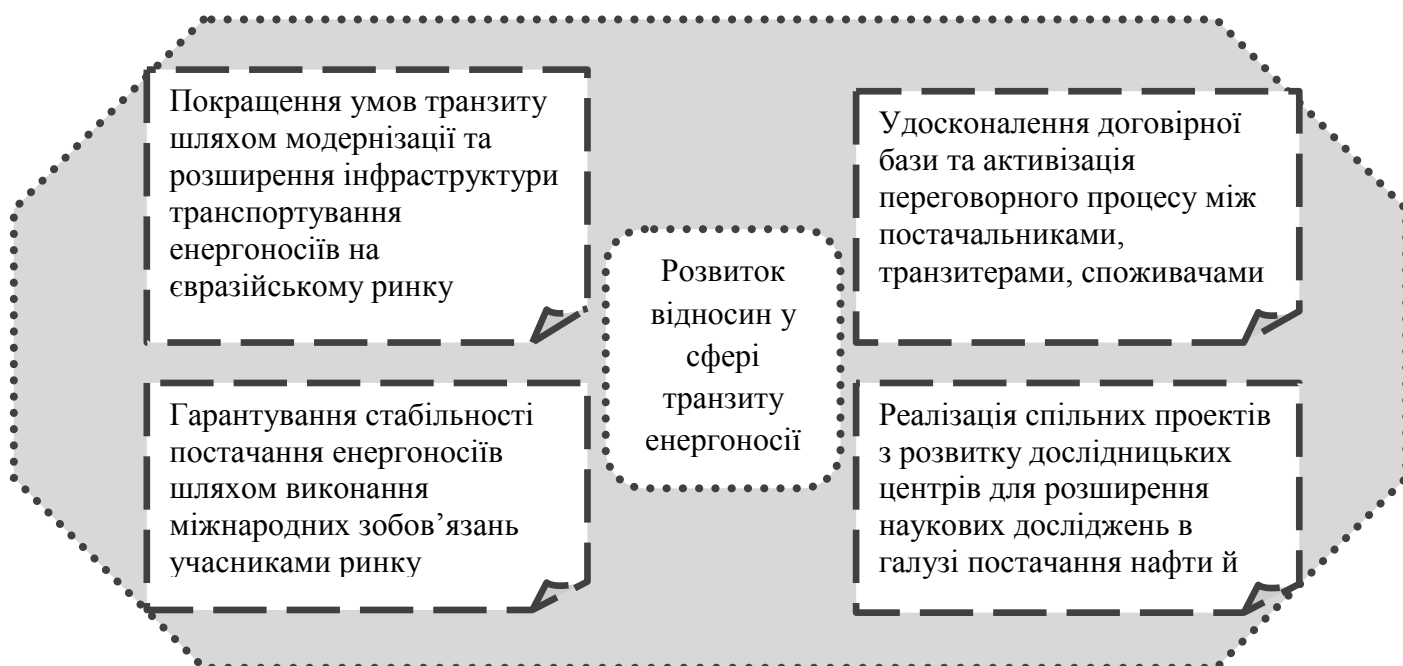 Покращення умов транзиту
шляхом модернізації та
розширення інфраструктури
транспортування
енергоносіїв на
євразійському ринку
Удосконалення договірної
бази та активізація
переговорного процесу між
постачальниками,
транзитерами, споживачами
Розвиток
відносин у
сфері
транзиту
енергоносії
Гарантування стабільності
постачання енергоносіїв
шляхом виконання
міжнародних зобов’язань
учасниками ринку
Реалізація спільних проектів
з розвитку дослідницьких
центрів для розширення
наукових досліджень в
галузі постачання нафти й